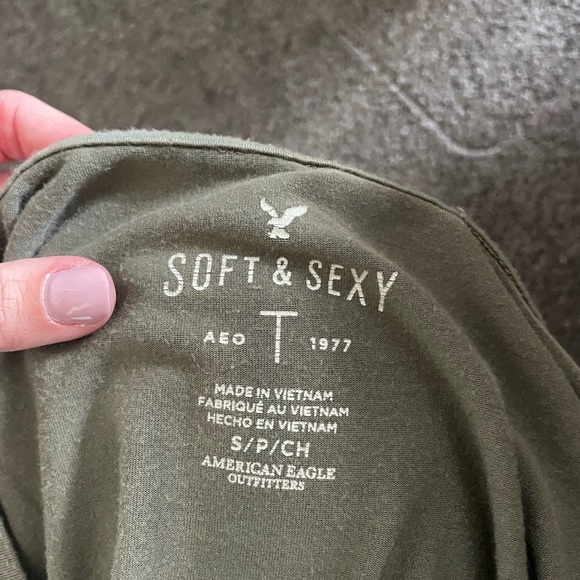 SOFT & SEXY
AEO T 1977
MADE IN VIETNAM
FABRIQUÉ AU VIETNAM
HECHO EN VIETNAM
S/P/CH
AMERICAN EAGLE
OUTFITTERS